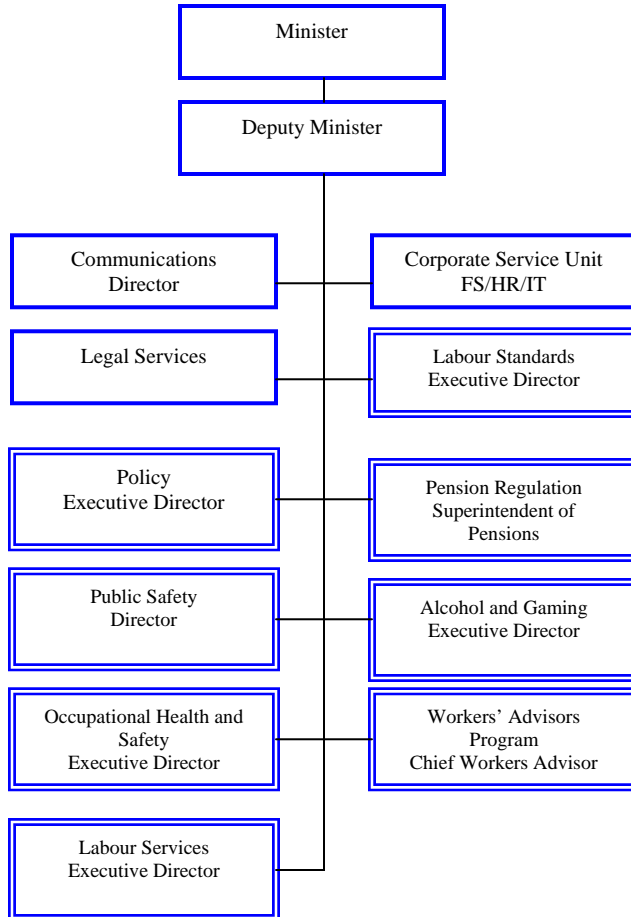 Minister
Deputy Minister
Communications
Director
Corporate Service Unit
FS/HR/IT
Legal Services
Labour Standards
Executive Director
Policy
Executive Director
Pension Regulation
Superintendent of
Pensions
Public Safety
Director
Alcohol and Gaming
Executive Director
Occupational Health and
Safety
Executive Director
Workers’ Advisors
Program
Chief Workers Advisor
Labour Services
Executive Director